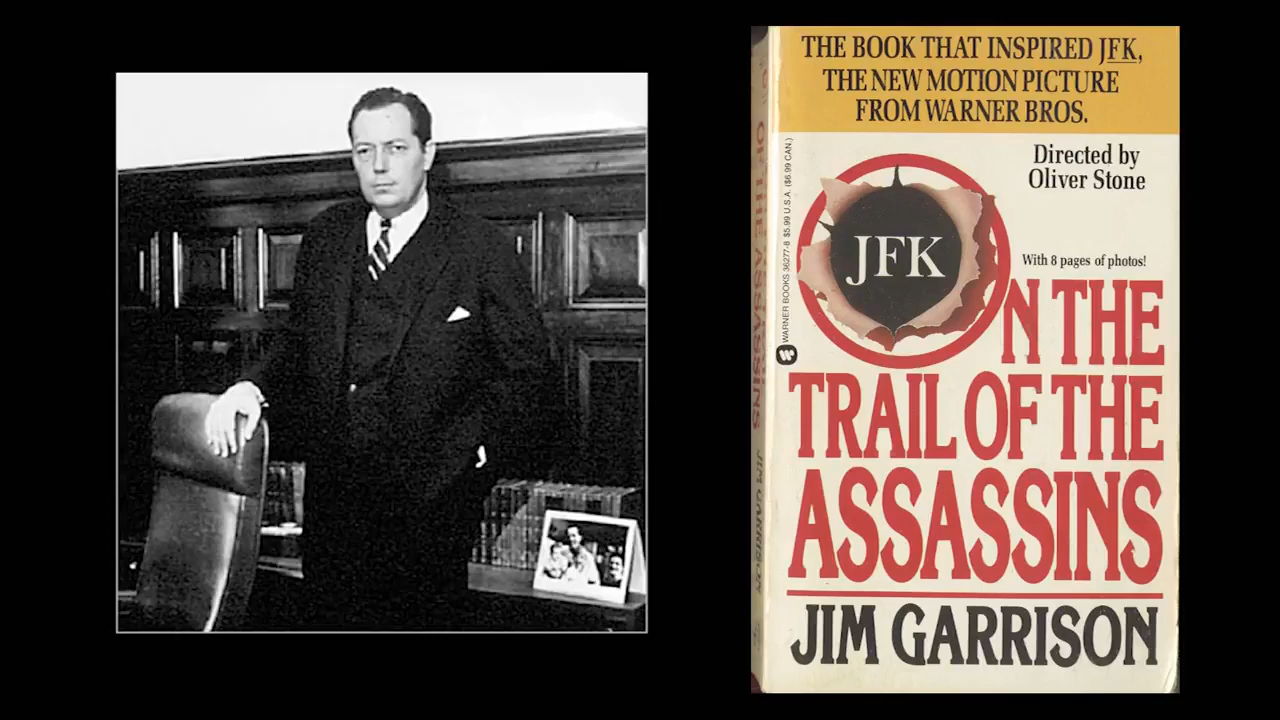 THE BOOK THAT INSPIRED JFK,
THE NEW MOTION PICTURE
FROM WARNER BROS.
Directed by
Oliver Stone
JFK
With 8 pages of photos!
ON THE
TRAIL OF THE
ASSASSINS
JIM GARRISON
WARNER BOOKS 36277-8 $5.99 U.S.A. ($6.99 CAN.)
OF THE ASSASSINS
JIM GARRISON